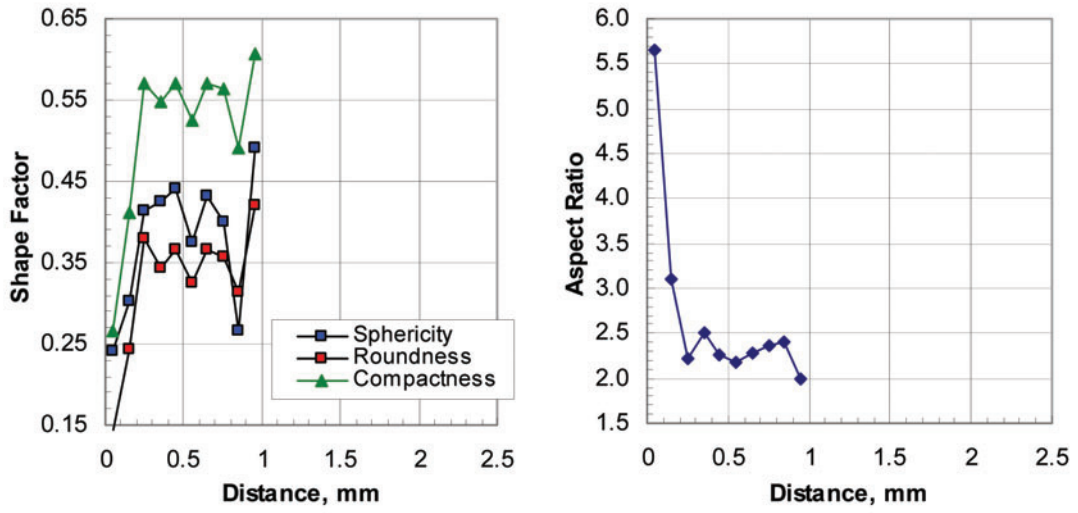 0.65
0.55
0.45
0.35
0.25
0.15
Shape Factor
Sphericity
Roundness
Compactness
0 0.5 1 1.5 2 2.5
Distance, mm
6.0
5.5
5.0
4.5
4.0
3.5
3.0
2.5
2.0
1.5
Aspect Ratio
0 0.5 1 1.5 2 2.5
Distance, mm